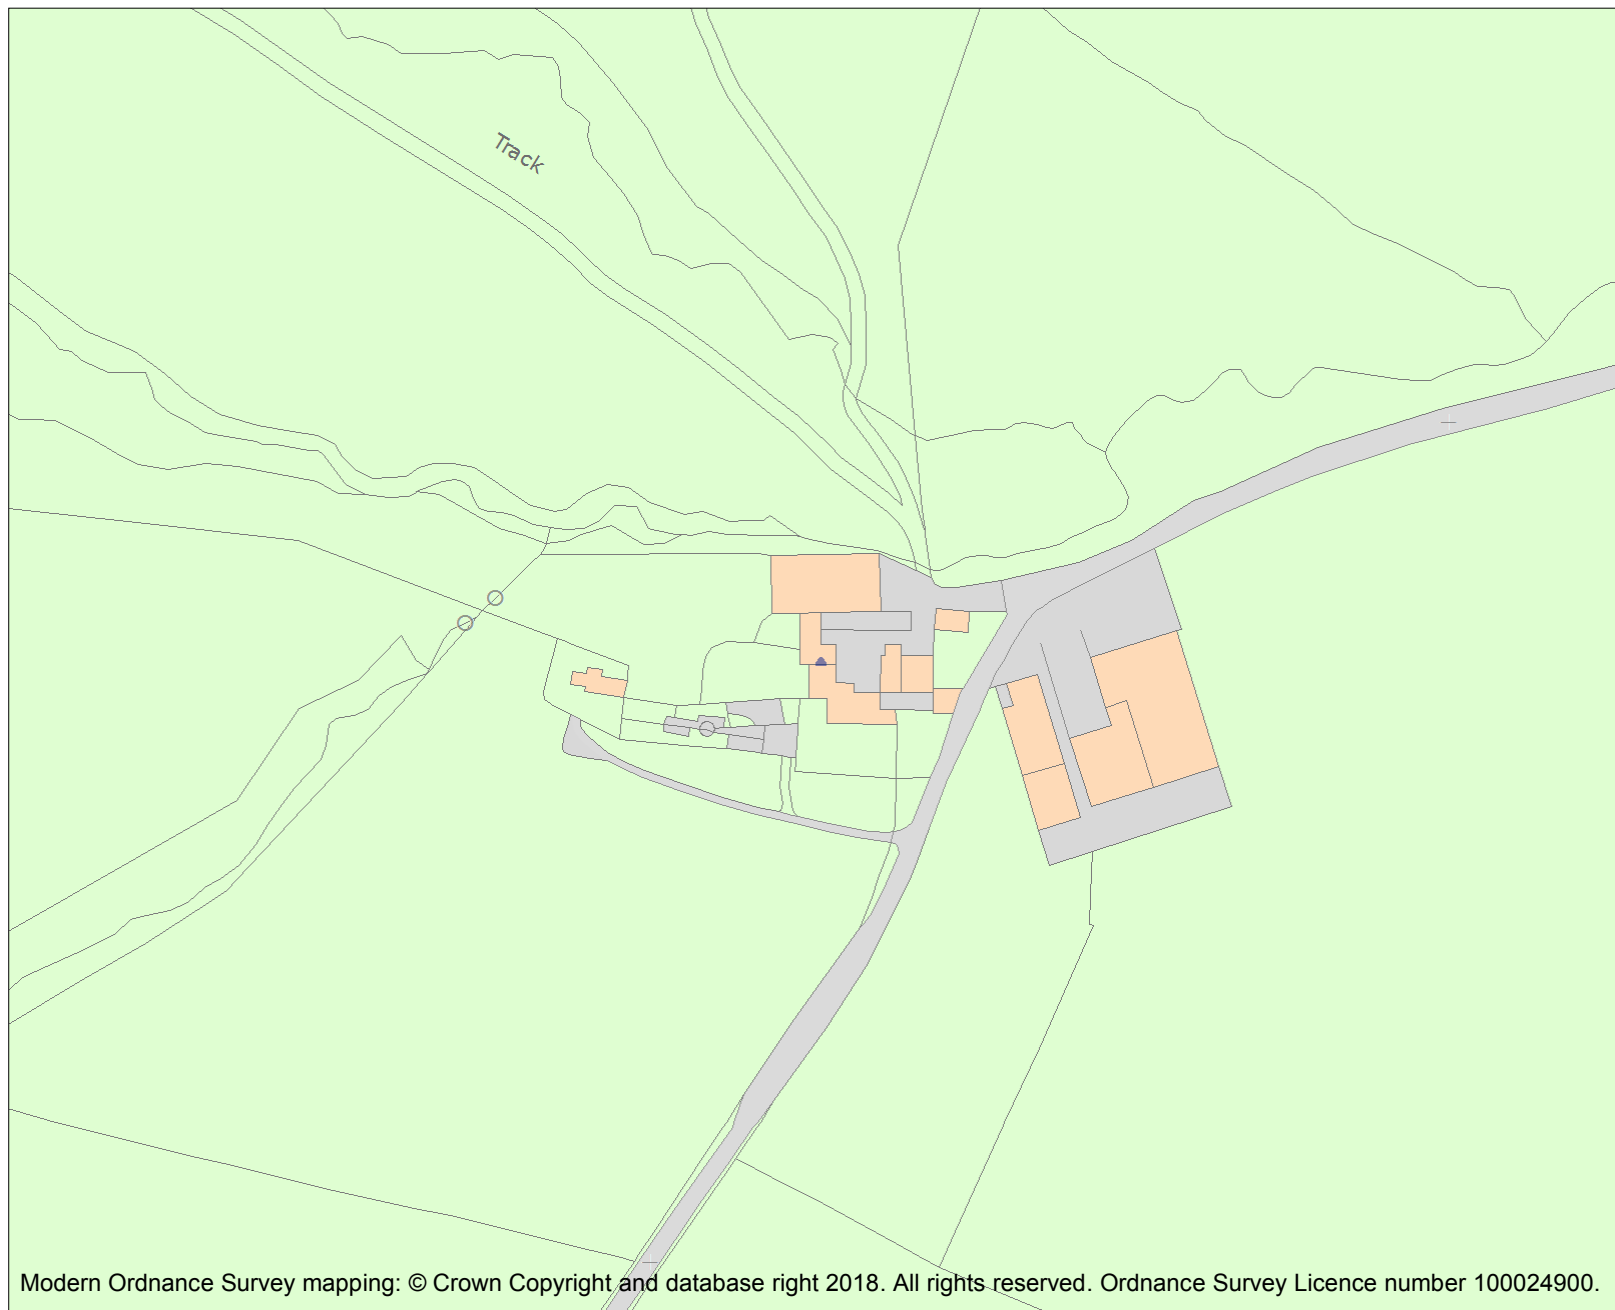 Track
Modern Ordnance Survey mapping: © Crown Copyright and database right 2018. All rights reserved. Ordnance Survey Licence number 100024900.